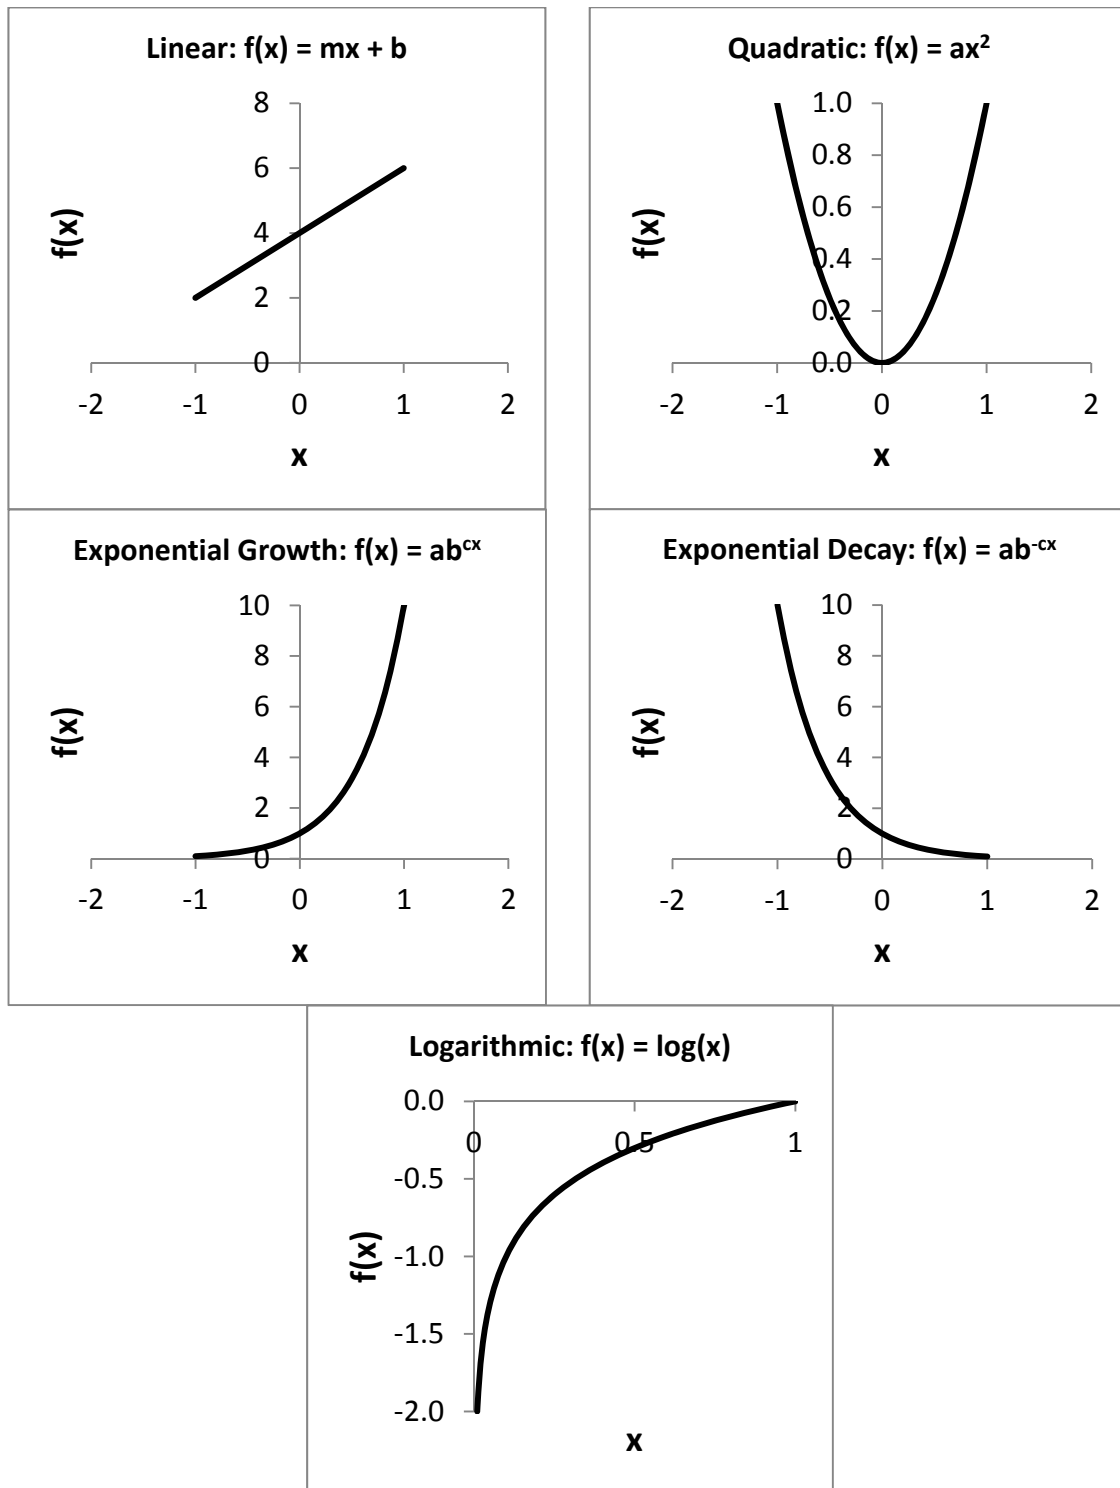 Linear: f(x) = mx + b
8
6
4
2
0
f(x)
-2 -1 0 1 2
x
Quadratic: f(x) = ax²
1.0
0.8
0.6
0.4
0.2
0.0
f(x)
-2 -1 0 1 2
x
Exponential Growth: f(x) = ab^cx
10
8
6
4
2
0
f(x)
-2 -1 0 1 2
x
Exponential Decay: f(x) = ab^-cx
10
8
6
4
2
0
f(x)
-2 -1 0 1 2
x
Logarithmic: f(x) = log(x)
0.0
0 0.5 1
-0.5
-1.0
-1.5
-2.0
f(x)
x